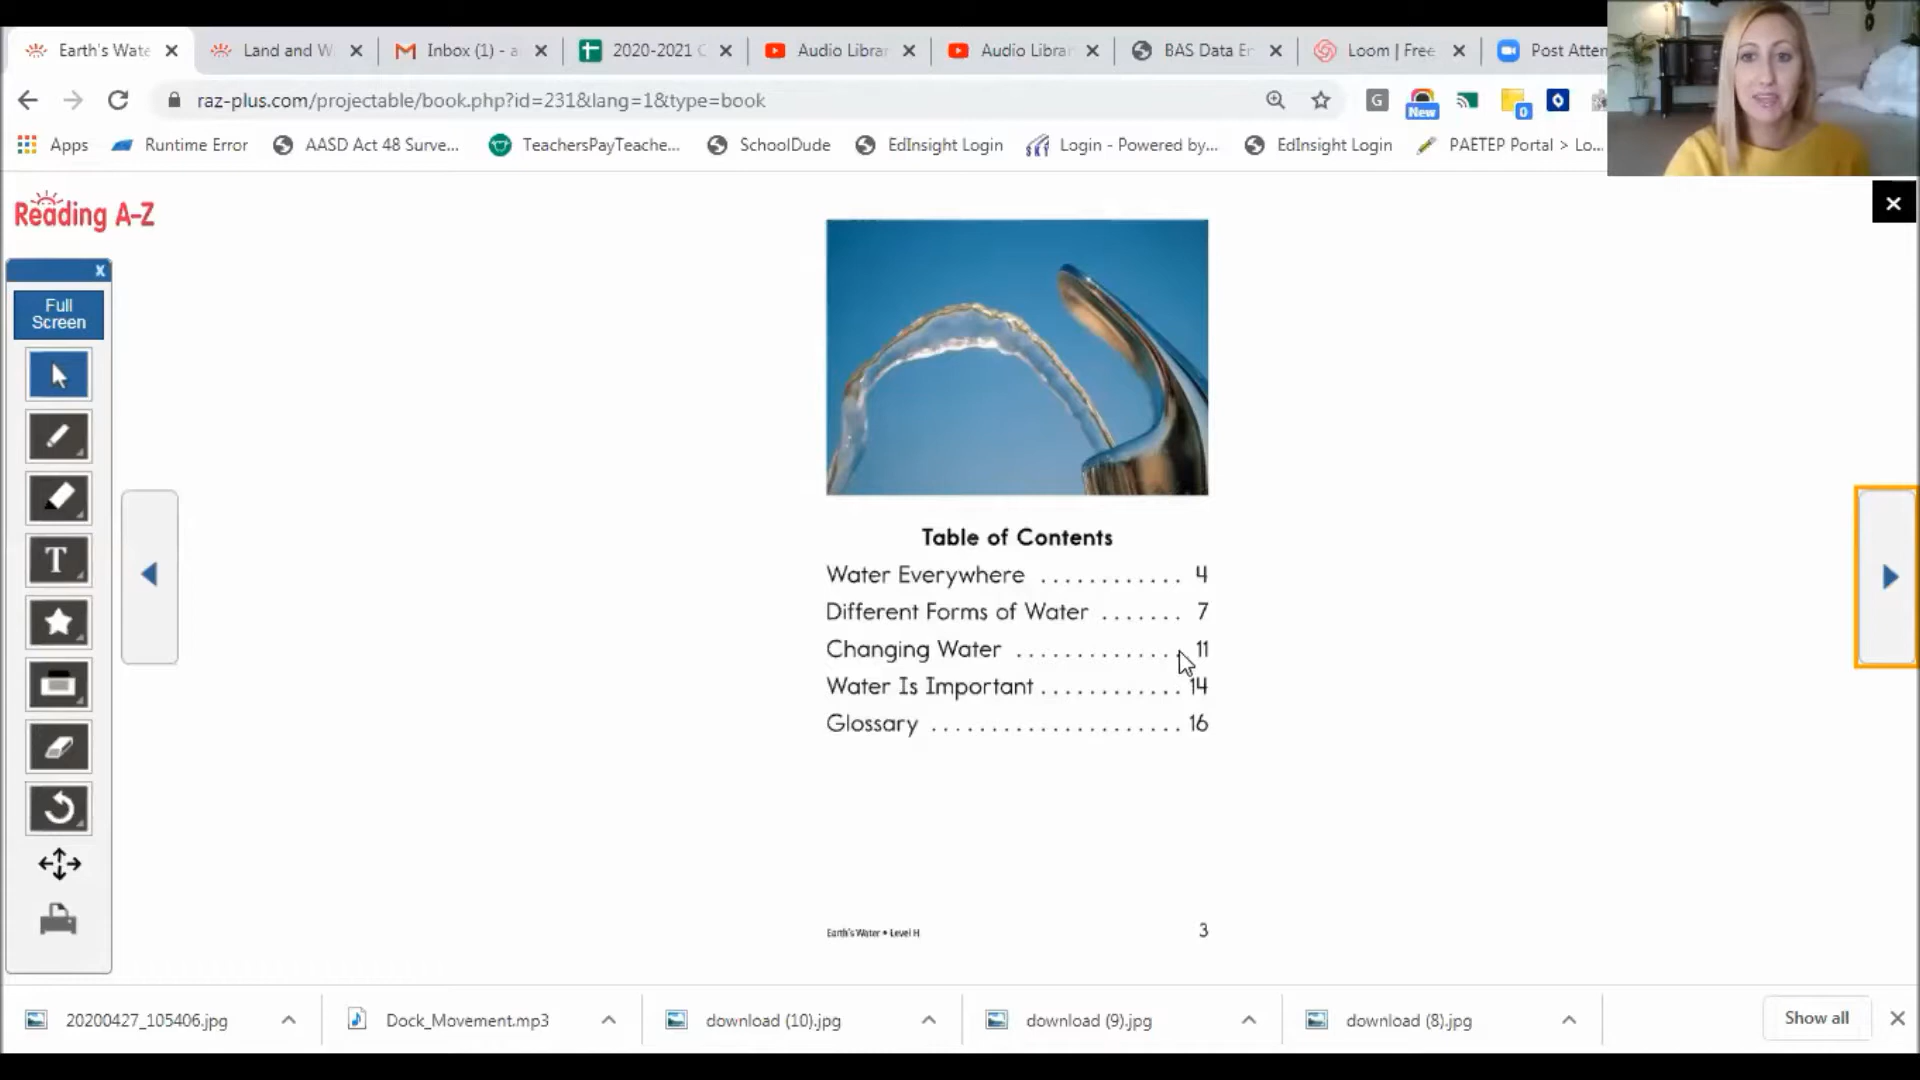 Earth's Wate
Land and W
Inbox (1) - a
2020-2021 C
Audio Librar
Audio Librar
BAS Data En
Loom | Free
Post Atten
raz-plus.com/projectable/book.php?id=231&lang=1&type=book
G
New
0
Apps
Runtime Error
AASD Act 48 Surve...
TeachersPayTeache...
SchoolDude
EdInsight Login
Login - Powered by...
EdInsight Login
PAETEP Portal > Lo...
Reading A-Z
x
Full
Screen
T
Table of Contents
Water Everywhere ............ 4
Different Forms of Water ....... 7
Changing Water .............. 11
Water Is Important ............ 14
Glossary ..................... 16
Earth's Water • Level H
3
20200427_105406.jpg
Dock_Movement.mp3
download (10).jpg
download (9).jpg
download (8).jpg
Show all